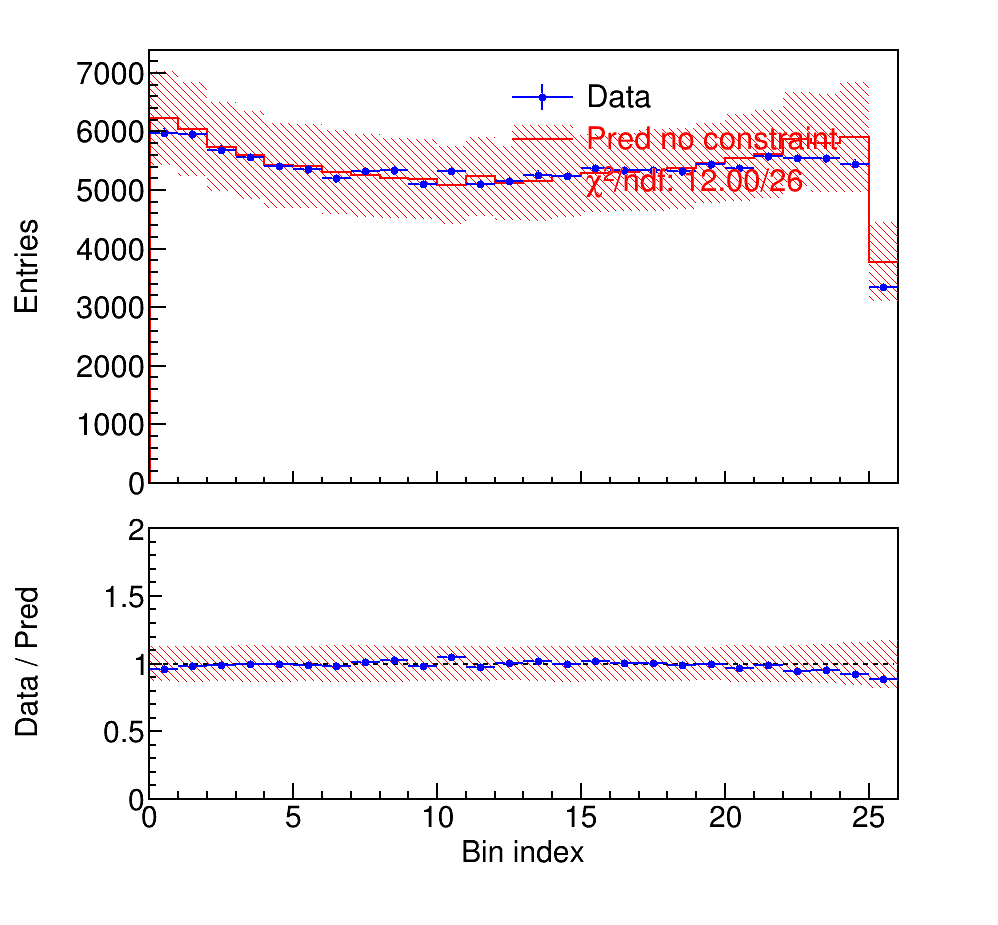 7000
6000
5000
4000
3000
2000
1000
0
Entries
Data
Pred no constraint
χ²/ndf: 12.00/26
2
1.5
1
0.5
0
Data / Pred
0 5 10 15 20 25
Bin index